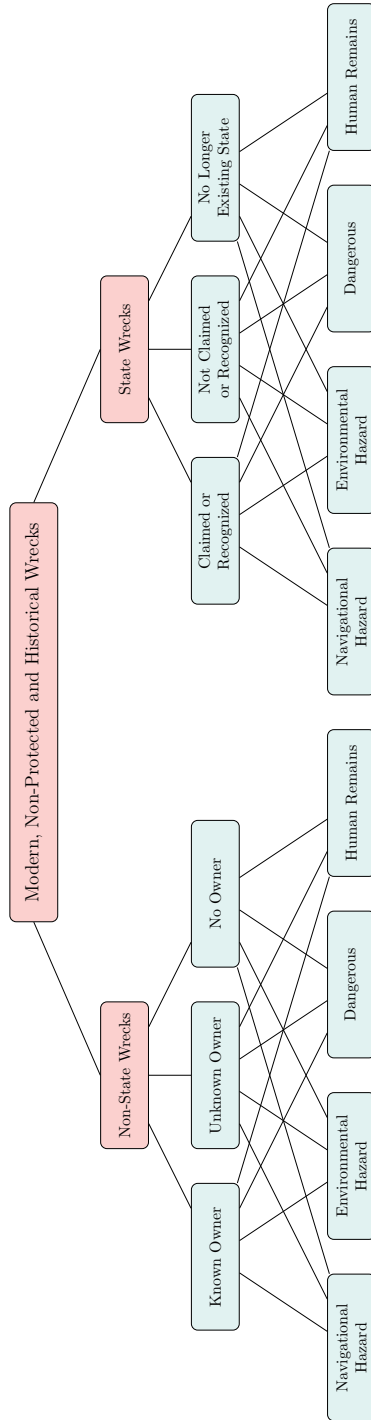 Modern, Non-Protected and Historical Wrecks
Non-State Wrecks
State Wrecks
Known Owner
Unknown Owner
No Owner
Claimed or
Recognized
Not Claimed
or Recognized
No Longer
Existing State
Navigational
Hazard
Environmental
Hazard
Dangerous
Human Remains
Navigational
Hazard
Environmental
Hazard
Dangerous
Human Remains